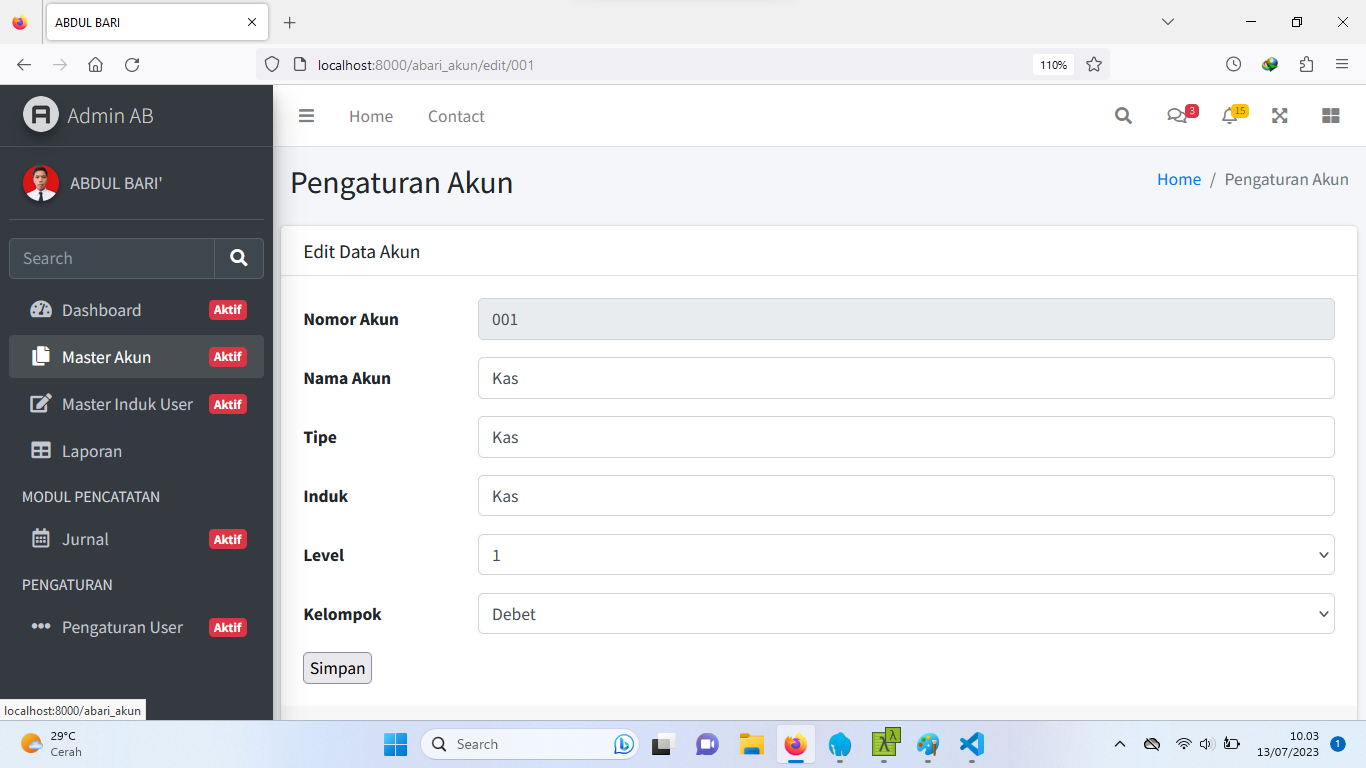 ABDUL BARI
localhost:8000/abari_akun/edit/001
110%
Admin AB
Home
Contact
3
15
ABDUL BARI'
Pengaturan Akun
Home / Pengaturan Akun
Search
Edit Data Akun
Dashboard
Aktif
Master Akun
Aktif
Master Induk User
Aktif
Laporan
MODUL PENCATATAN
Jurnal
Aktif
PENGATURAN
Pengaturan User
Aktif
Nomor Akun
001
Nama Akun
Kas
Tipe
Kas
Induk
Kas
Level
1
Kelompok
Debet
Simpan
localhost:8000/abari_akun
29°C
Cerah
Search
10.03
13/07/2023
1